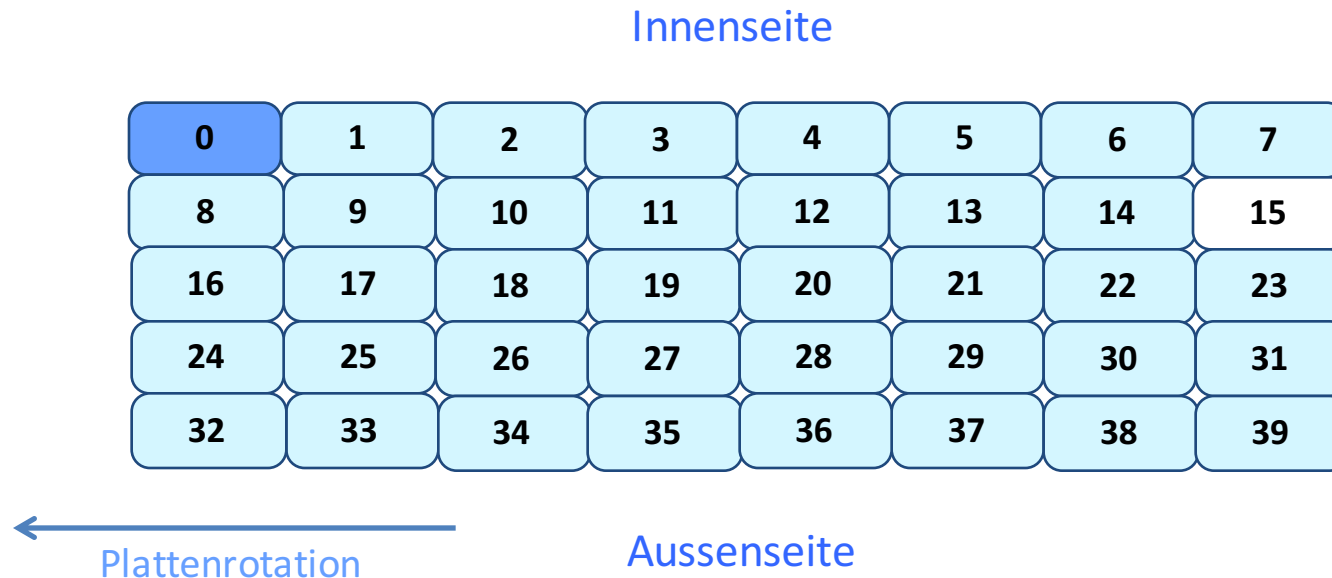 Innenseite
0 1 2 3 4 5 6 7
8 9 10 11 12 13 14 15
16 17 18 19 20 21 22 23
24 25 26 27 28 29 30 31
32 33 34 35 36 37 38 39
Plattenrotation
Aussenseite